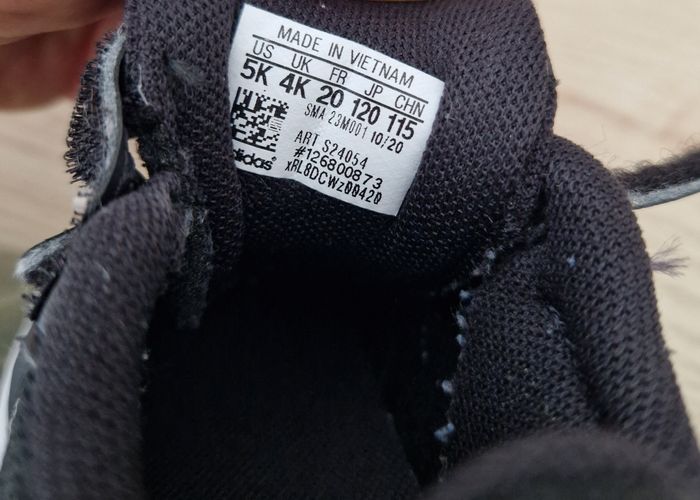 MADE IN VIETNAM
US UK FR JP CHN
5K 4K 20 120 115
SMA 23M001 10/20
ART S24054
#126800873
xRL8DCWz00420
adidas